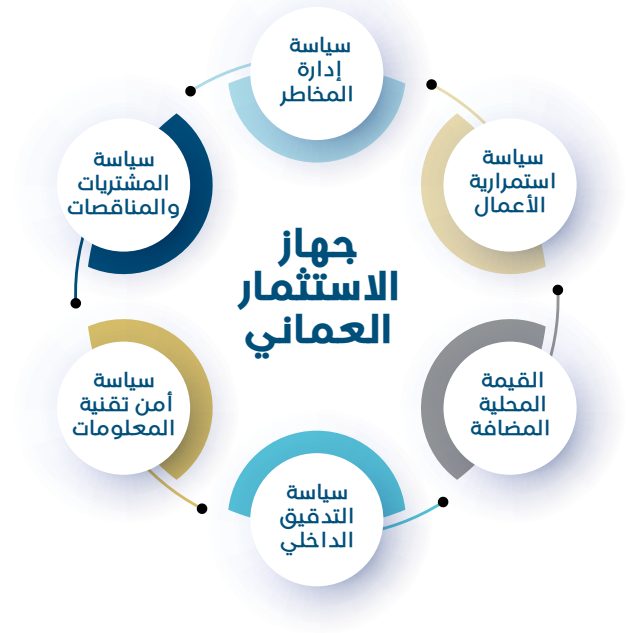 سياسة
إدارة
المخاطر
سياسة
استمرارية
الأعمال
سياسة
المشتريات
والمناقصات
جهاز
الاستثمار
العماني
القيمة
المحلية
المضافة
سياسة
أمن تقنية
المعلومات
سياسة
التدقيق
الداخلي